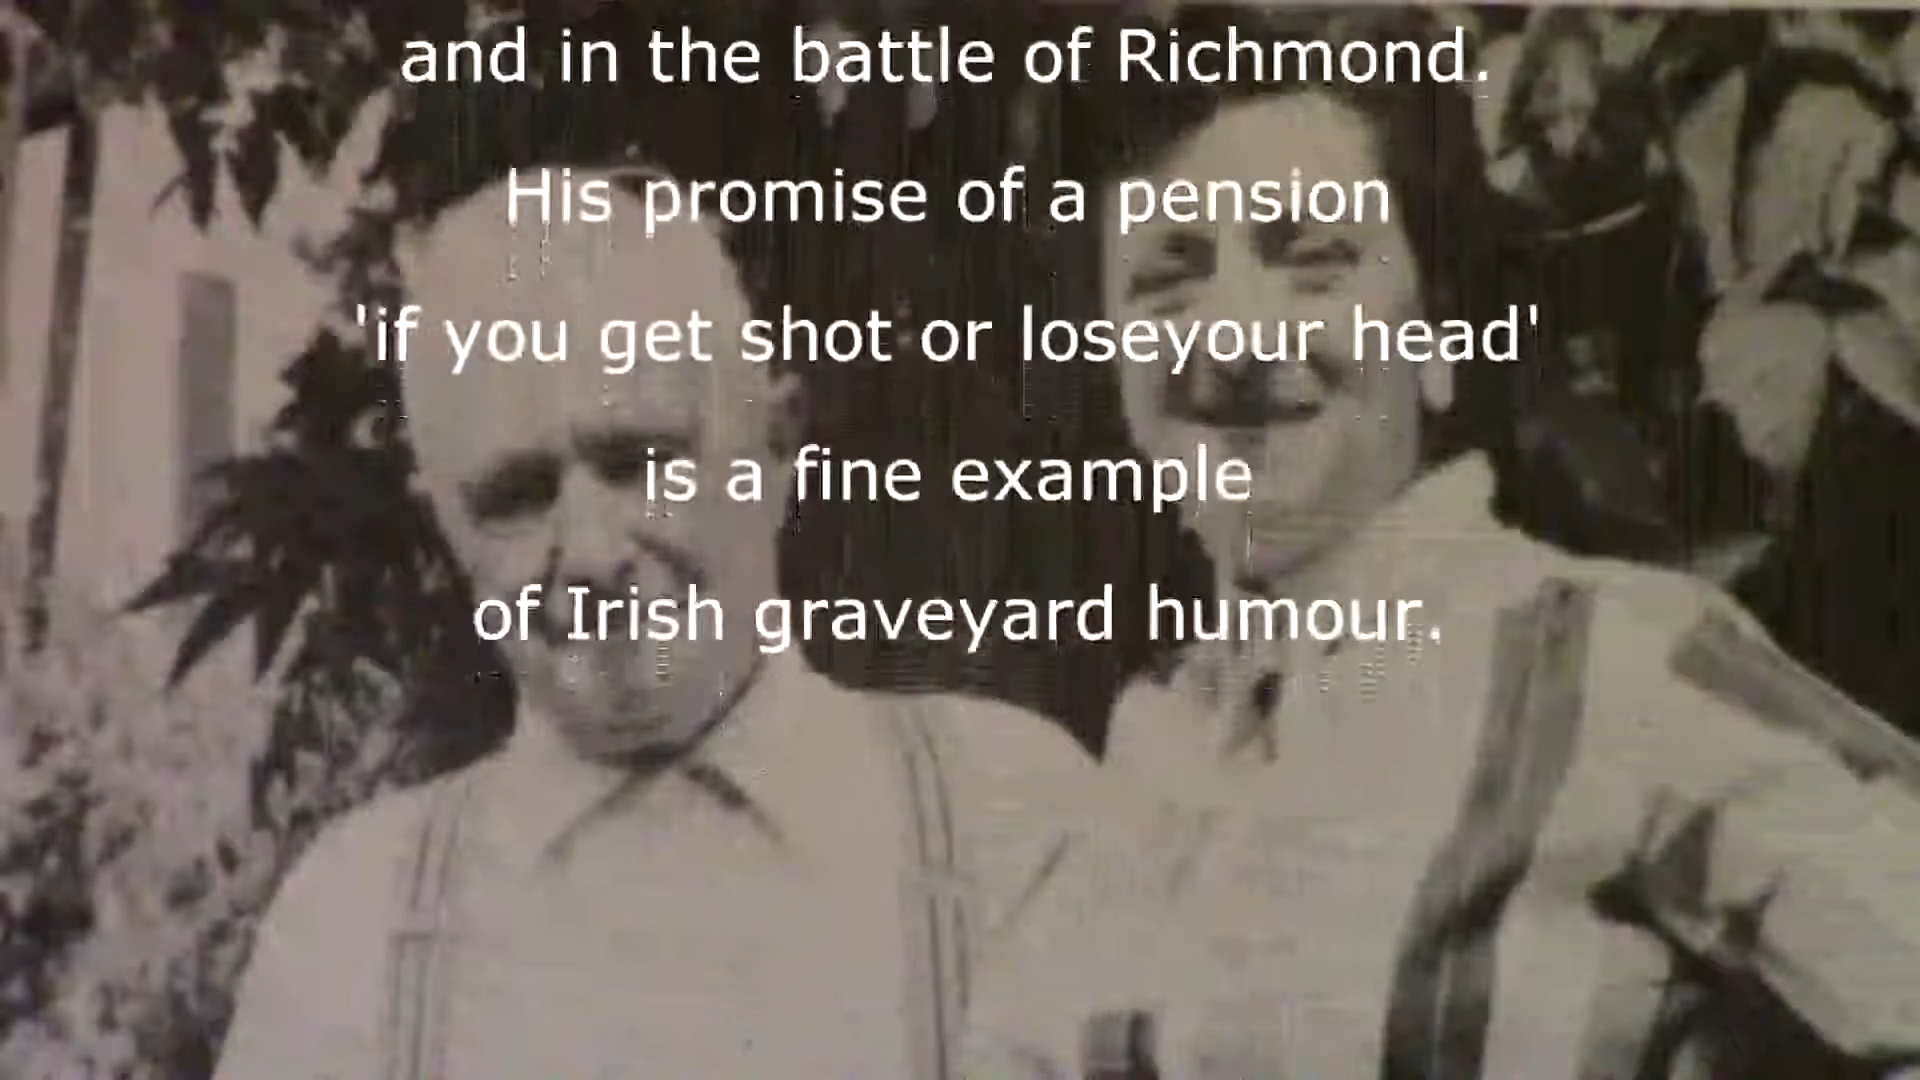 and in the battle of Richmond.
His promise of a pension
'if you get shot or loseyour head'
is a fine example
of Irish graveyard humour.